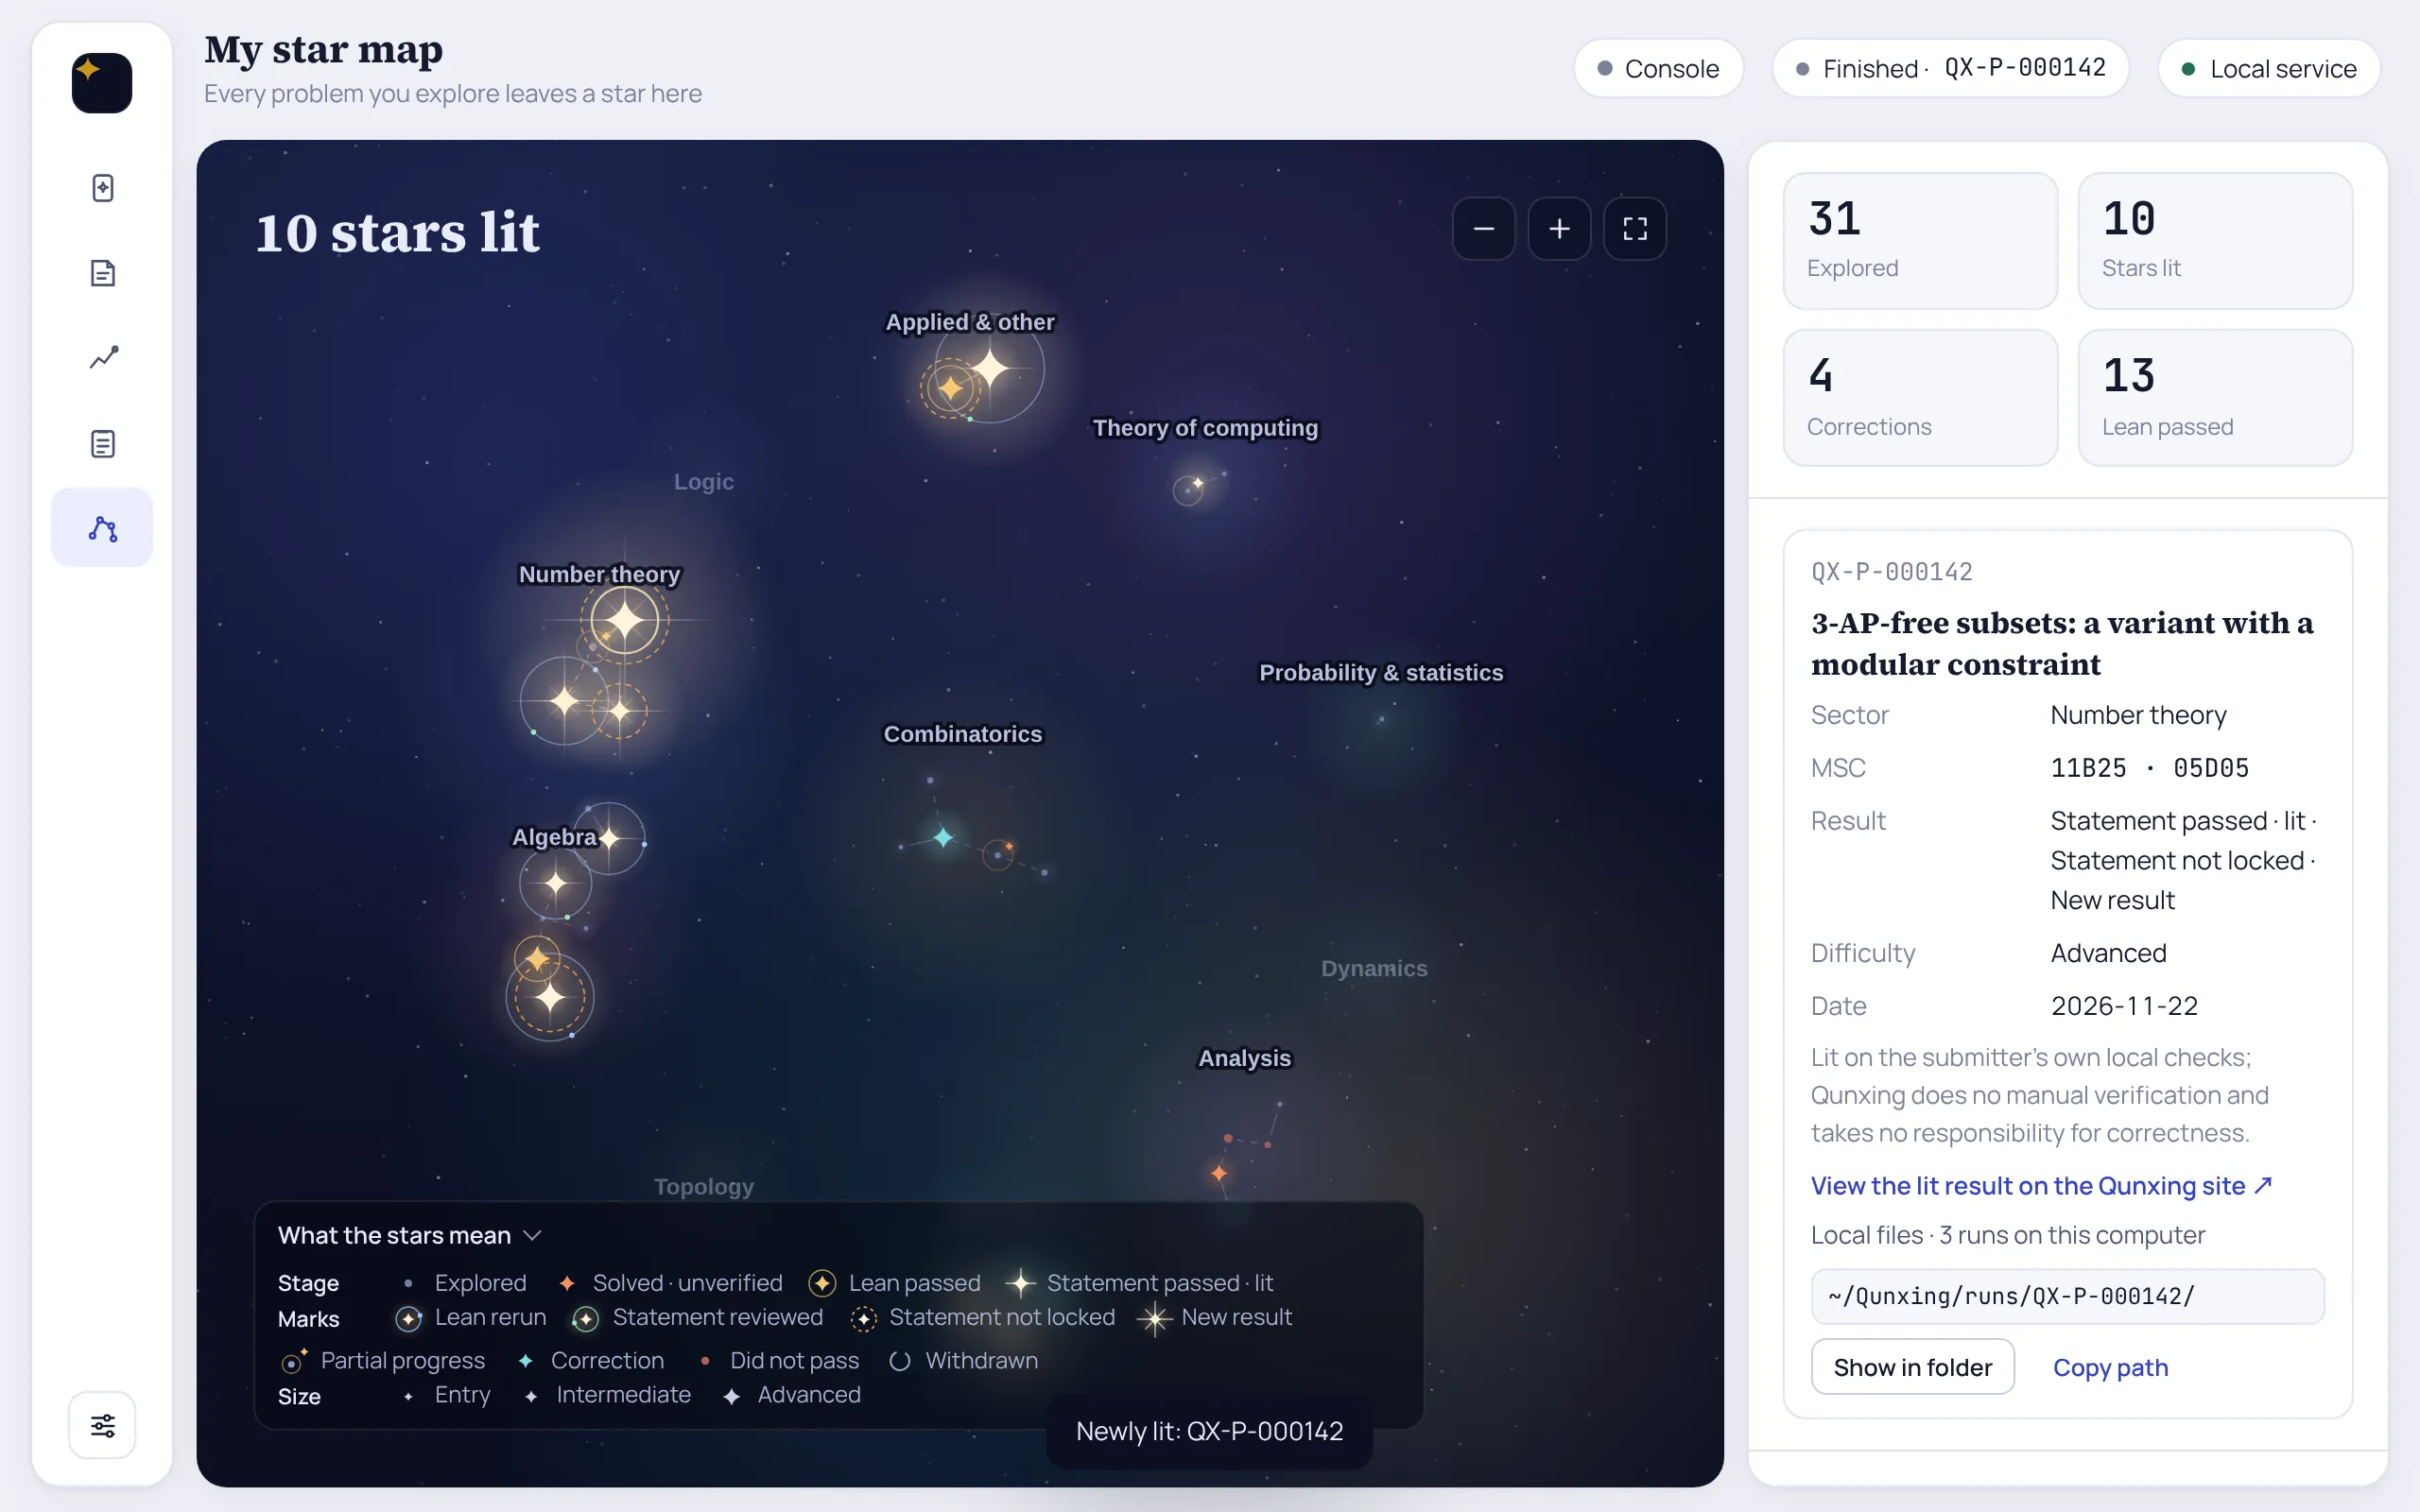 My star map
Every problem you explore leaves a star here
Console
Finished · QX-P-000142
Local service
10 stars lit
Applied & other
Theory of computing
Logic
Number theory
Probability & statistics
Combinatorics
Algebra
Dynamics
Analysis
Topology
What the stars mean
Stage Explored Solved · unverified Lean passed Statement passed · lit
Marks Lean rerun Statement reviewed Statement not locked New result
Partial progress Correction Did not pass Withdrawn
Size Entry Intermediate Advanced
Newly lit: QX-P-000142
31
Explored
10
Stars lit
4
Corrections
13
Lean passed
QX-P-000142
3-AP-free subsets: a variant with a
modular constraint
Sector Number theory
MSC 11B25 · 05D05
Result Statement passed · lit ·
Statement not locked ·
New result
Difficulty Advanced
Date 2026-11-22
Lit on the submitter's own local checks;
Qunxing does no manual verification and
takes no responsibility for correctness.
View the lit result on the Qunxing site ↗
Local files · 3 runs on this computer
~/Qunxing/runs/QX-P-000142/
Show in folder
Copy path